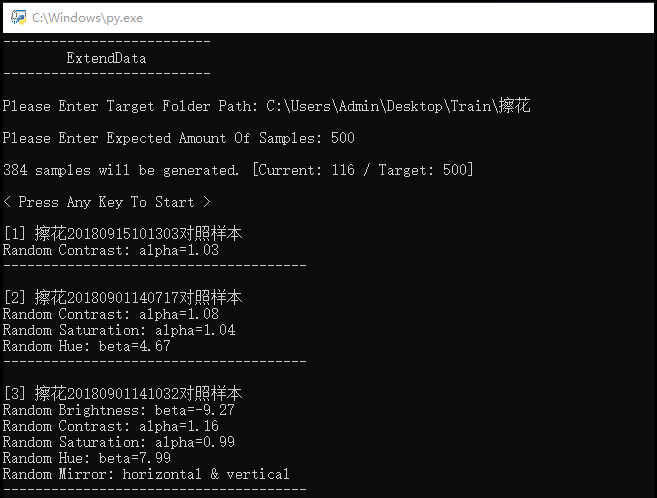 C:\Windows\py.exe
--------------------------
ExtendData
--------------------------
Please Enter Target Folder Path: C:\Users\Admin\Desktop\Train\擦花
Please Enter Expected Amount Of Samples: 500
384 samples will be generated. [Current: 116 / Target: 500]
< Press Any Key To Start >
[1] 擦花20180915101303对照样本
Random Contrast: alpha=1.03
--------------------------------------
[2] 擦花20180901140717对照样本
Random Contrast: alpha=1.08
Random Saturation: alpha=1.04
Random Hue: beta=4.67
--------------------------------------
[3] 擦花20180901141032对照样本
Random Brightness: beta=-9.27
Random Contrast: alpha=1.16
Random Saturation: alpha=0.99
Random Hue: beta=7.99
Random Mirror: horizontal & vertical
--------------------------------------